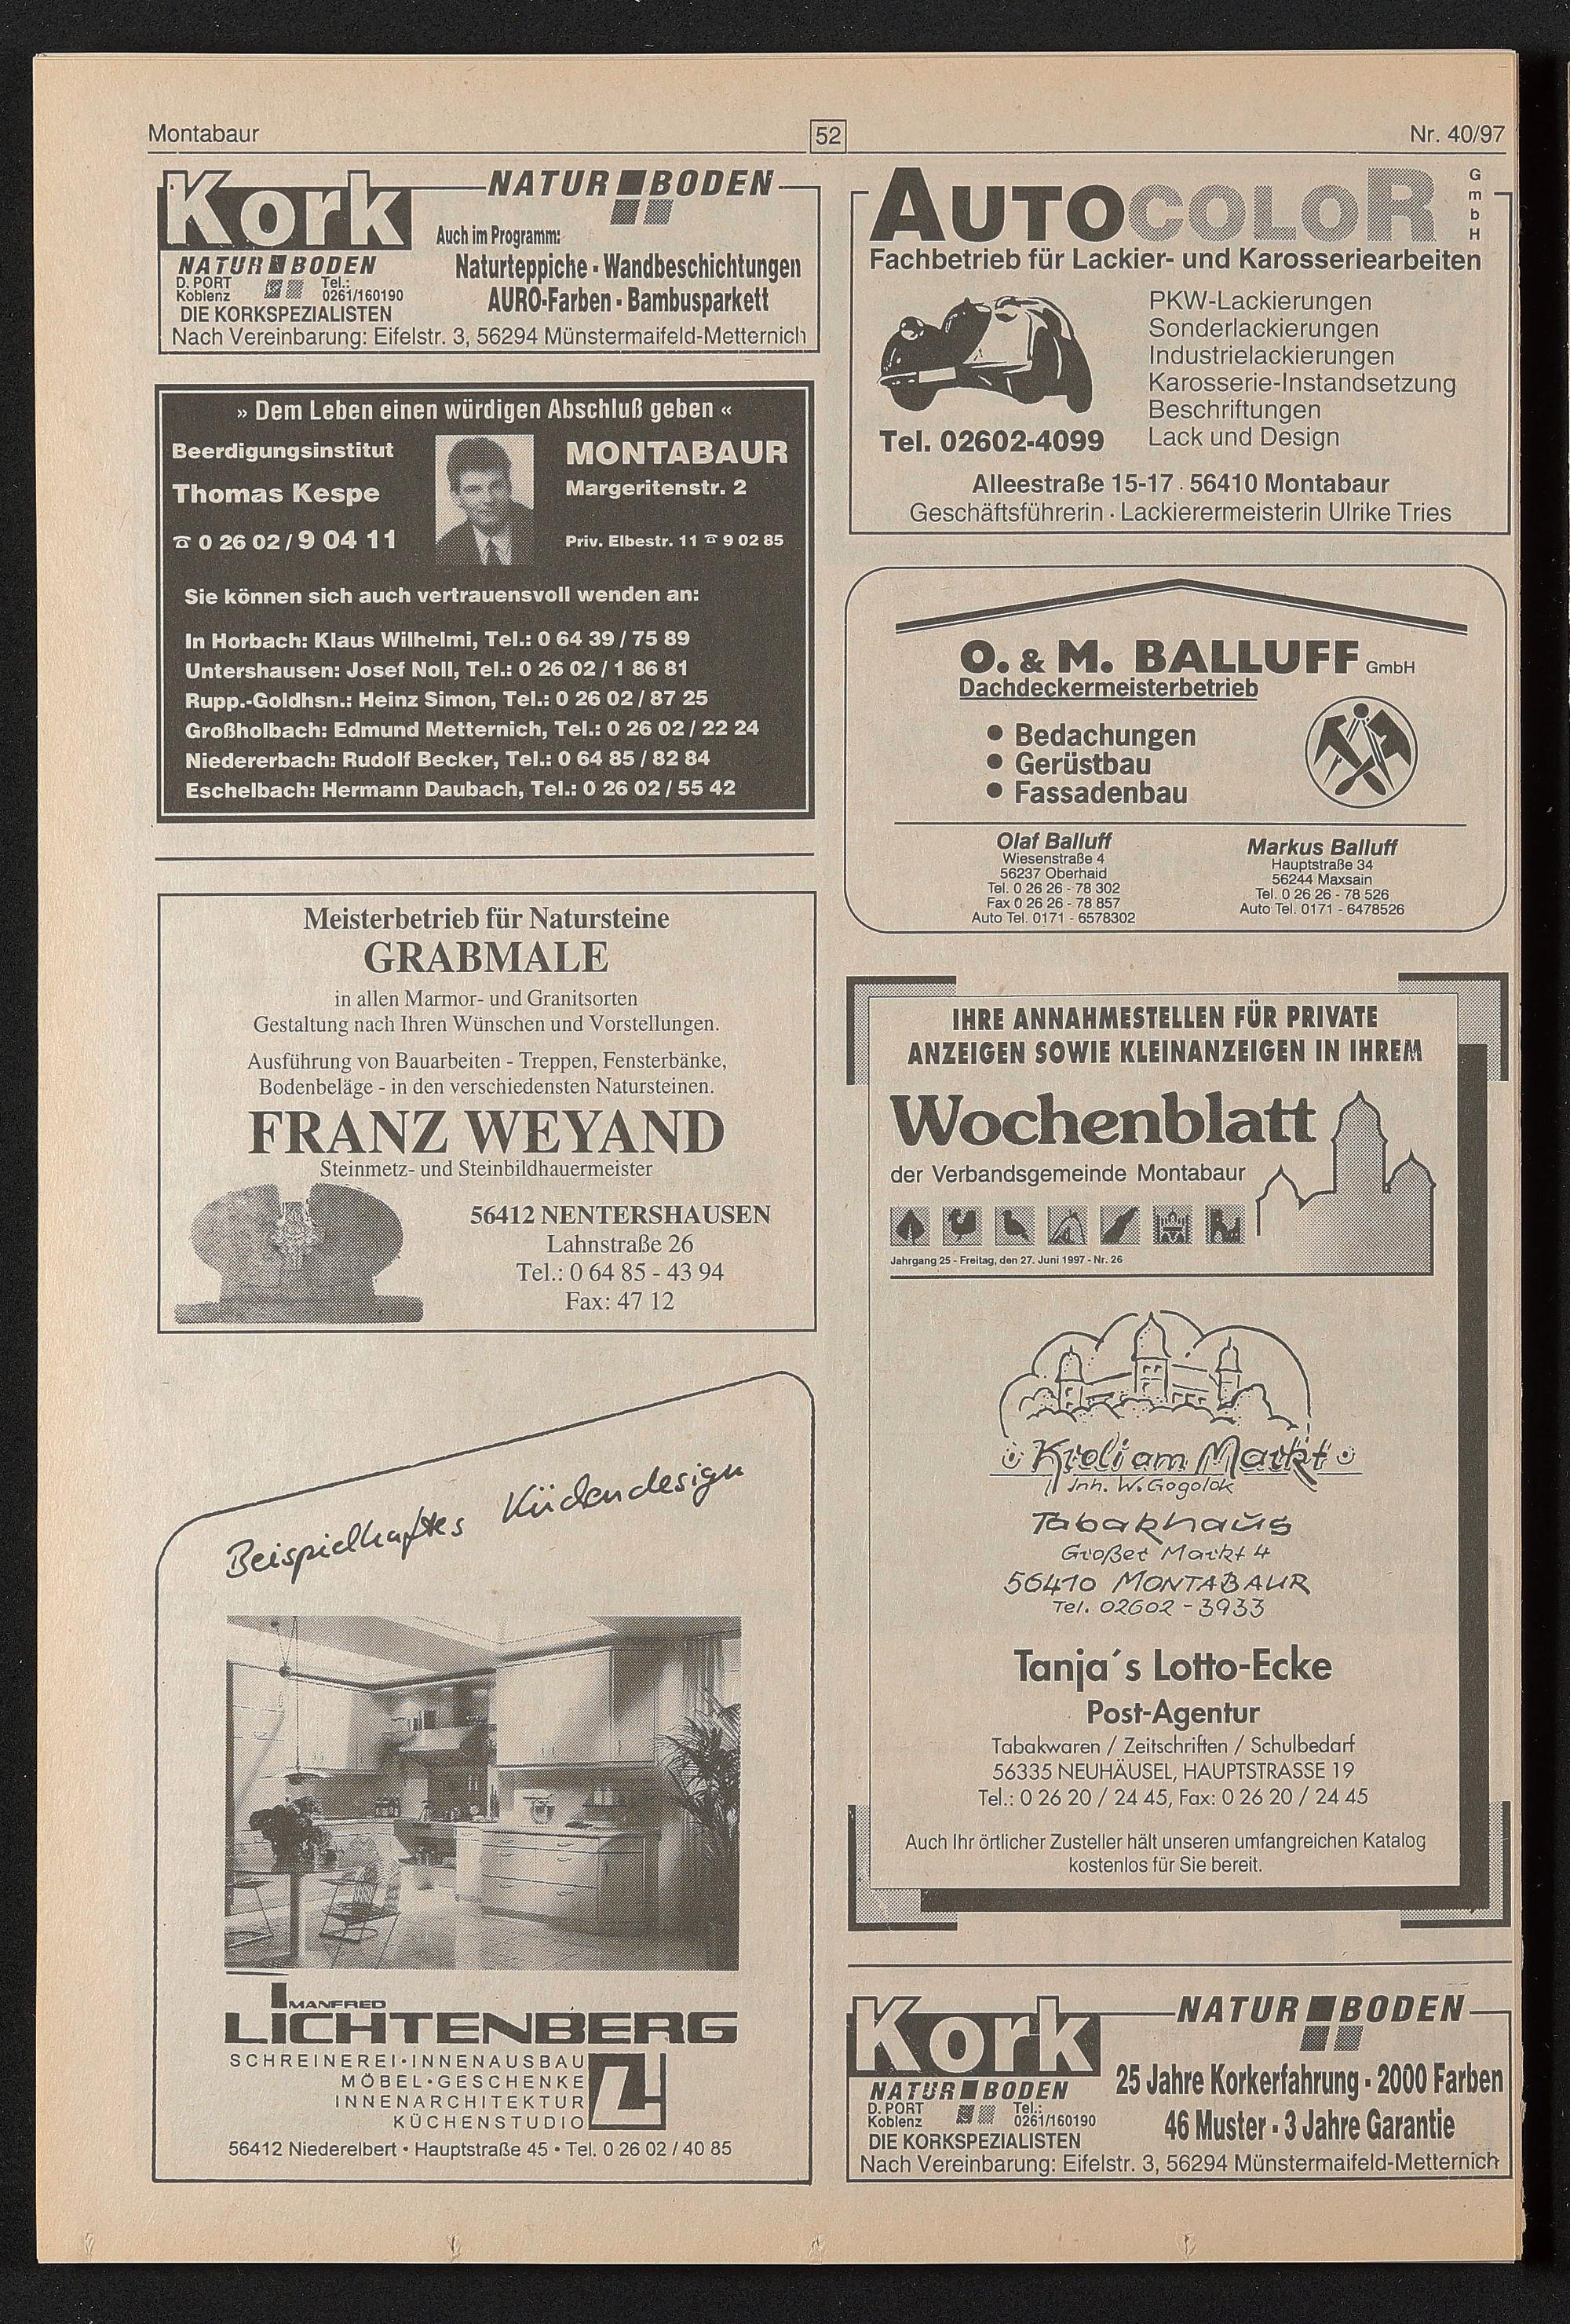 Montabaur
52
Nr. 40/97
Kork
NATUR BODEN
NATUR BODEN
D. PORT
Koblenz
Tel.:
0261/160190
DIE KORKSPEZIALISTEN
Auch im Programm:
Naturteppiche - Wandbeschichtungen
AURO-Farben - Bambusparkett
Nach Vereinbarung: Eifelstr. 3, 56294 Münstermaifeld-Metternich
» Dem Leben einen würdigen Abschluß geben «
Beerdigungsinstitut
Thomas Kespe
☎ 0 26 02 / 9 04 11
MONTABAUR
Margeritenstr. 2
Priv. Elbestr. 11 ☎ 9 02 85
Sie können sich auch vertrauensvoll wenden an:
In Horbach: Klaus Wilhelmi, Tel.: 0 64 39 / 75 89
Untershausen: Josef Noll, Tel.: 0 26 02 / 1 86 81
Rupp.-Goldhsn.: Heinz Simon, Tel.: 0 26 02 / 87 25
Großholbach: Edmund Metternich, Tel.: 0 26 02 / 22 24
Niedererbach: Rudolf Becker, Tel.: 0 64 85 / 82 84
Eschelbach: Hermann Daubach, Tel.: 0 26 02 / 55 42
Meisterbetrieb für Natursteine
GRABMALE
in allen Marmor- und Granitsorten
Gestaltung nach Ihren Wünschen und Vorstellungen.
Ausführung von Bauarbeiten - Treppen, Fensterbänke,
Bodenbeläge - in den verschiedensten Natursteinen.
FRANZ WEYAND
Steinmetz- und Steinbildhauermeister
56412 NENTERSHAUSEN
Lahnstraße 26
Tel.: 0 64 85 - 43 94
Fax: 47 12
Beispielhaftes Küchendesign
MANFRED
LICHTENBERG
SCHREINEREI•INNENAUSBAU
MÖBEL•GESCHENKE
INNENARCHITEKTUR
KÜCHENSTUDIO
56412 Niederelbert • Hauptstraße 45 • Tel. 0 26 02 / 40 85
AUTOCOLOR
GmbH
Fachbetrieb für Lackier- und Karosseriearbeiten
PKW-Lackierungen
Sonderlackierungen
Industrielackierungen
Karosserie-Instandsetzung
Beschriftungen
Lack und Design
Tel. 02602-4099
Alleestraße 15-17 . 56410 Montabaur
Geschäftsführerin · Lackierermeisterin Ulrike Tries
O. & M. BALLUFF GmbH
Dachdeckermeisterbetrieb
• Bedachungen
• Gerüstbau
• Fassadenbau
Olaf Balluff
Wiesenstraße 4
56237 Oberhaid
Tel. 0 26 26 - 78 302
Fax 0 26 26 - 78 857
Auto Tel. 0171 - 6578302
Markus Balluff
Hauptstraße 34
56244 Maxsain
Tel. 0 26 26 - 78 526
Auto Tel. 0171 - 6478526
IHRE ANNAHMESTELLEN FÜR PRIVATE
ANZEIGEN SOWIE KLEINANZEIGEN IN IHREM
Wochenblatt
der Verbandsgemeinde Montabaur
Jahrgang 25 - Freitag, den 27. Juni 1997 - Nr. 26
Kroli am Markt
Inh. W. Gogolok
Tabakhaus
Großer Markt 4
56410 MONTABAUR
Tel. 02602 - 3933
Tanja´s Lotto-Ecke
Post-Agentur
Tabakwaren / Zeitschriften / Schulbedarf
56335 NEUHÄUSEL, HAUPTSTRASSE 19
Tel.: 0 26 20 / 24 45, Fax: 0 26 20 / 24 45
Auch Ihr örtlicher Zusteller hält unseren umfangreichen Katalog
kostenlos für Sie bereit.
Kork
NATUR BODEN
NATUR BODEN
D. PORT
Koblenz
Tel.:
0261/160190
DIE KORKSPEZIALISTEN
25 Jahre Korkerfahrung - 2000 Farben
46 Muster - 3 Jahre Garantie
Nach Vereinbarung: Eifelstr. 3, 56294 Münstermaifeld-Metternich